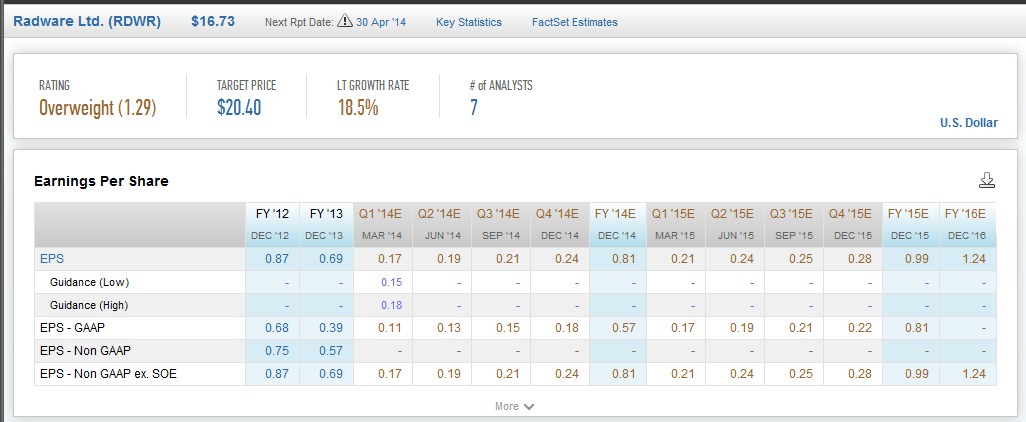 Radware Ltd. (RDWR) $16.73 Next Rpt Date: 30 Apr '14 Key Statistics FactSet Estimates
RATING TARGET PRICE LT GROWTH RATE # of ANALYSTS
Overweight (1.29) $20.40 18.5% 7
U.S. Dollar
Earnings Per Share
FY '12 FY '13 Q1 '14E Q2 '14E Q3 '14E Q4 '14E FY '14E Q1 '15E Q2 '15E Q3 '15E Q4 '15E FY '15E FY '16E
DEC '12 DEC '13 MAR '14 JUN '14 SEP '14 DEC '14 DEC '14 MAR '15 JUN '15 SEP '15 DEC '15 DEC '15 DEC '16
EPS 0.87 0.69 0.17 0.19 0.21 0.24 0.81 0.21 0.24 0.25 0.28 0.99 1.24
Guidance (Low) - - 0.15 - - - - - - - - - -
Guidance (High) - - 0.18 - - - - - - - - - -
EPS - GAAP 0.68 0.39 0.11 0.13 0.15 0.18 0.57 0.17 0.19 0.21 0.22 0.81 -
EPS - Non GAAP 0.75 0.57 - - - - - - - - - - -
EPS - Non GAAP ex. SOE 0.87 0.69 0.17 0.19 0.21 0.24 0.81 0.21 0.24 0.25 0.28 0.99 1.24
More